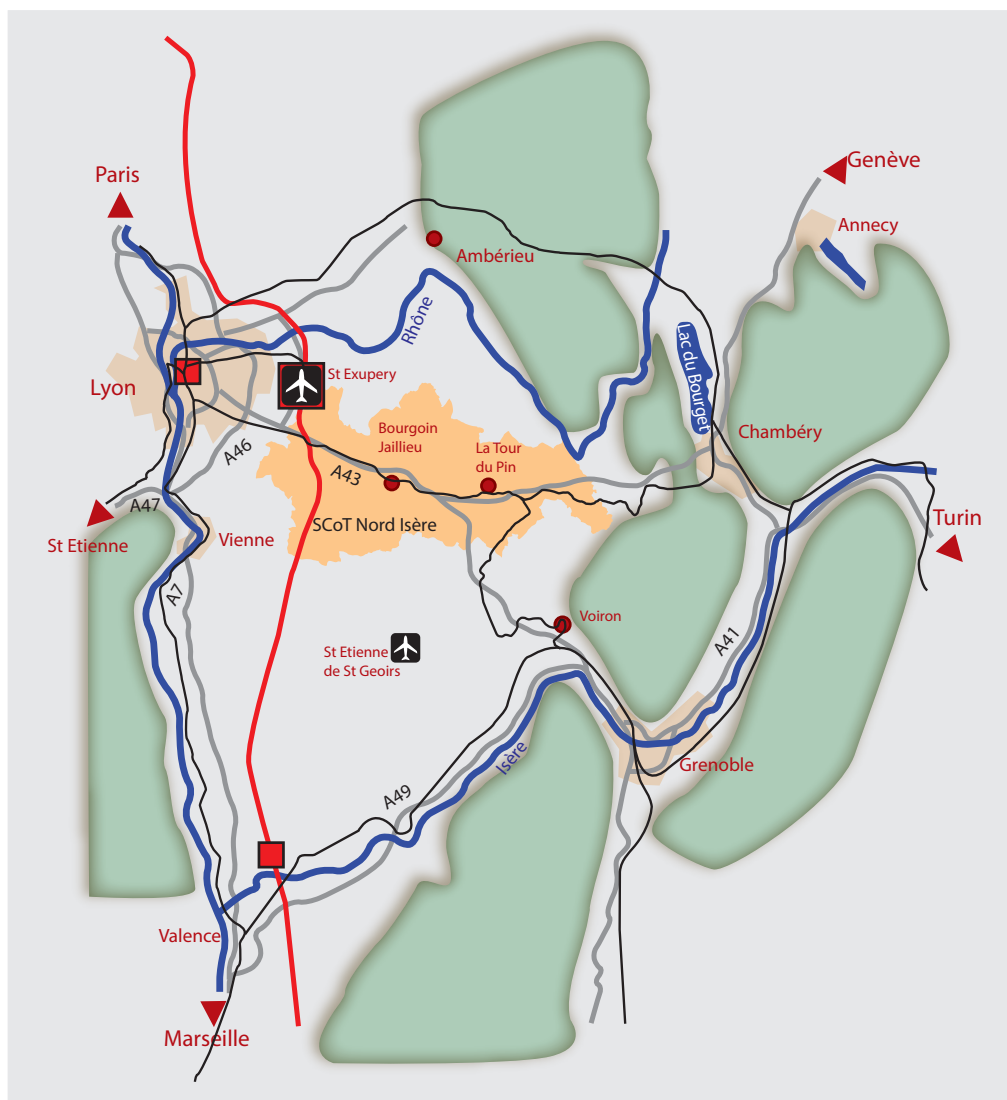 Paris
Genève
Annecy
Ambérieu
Rhône
Lac du Bourget
St Exupery
Lyon
Bourgoin
Jaillieu
Chambéry
La Tour
du Pin
A46
A43
A47
SCoT Nord Isère
St Etienne
Vienne
Turin
A7
Voiron
A41
St Etienne
de St Geoirs
Isère
Grenoble
A49
Valence
Marseille